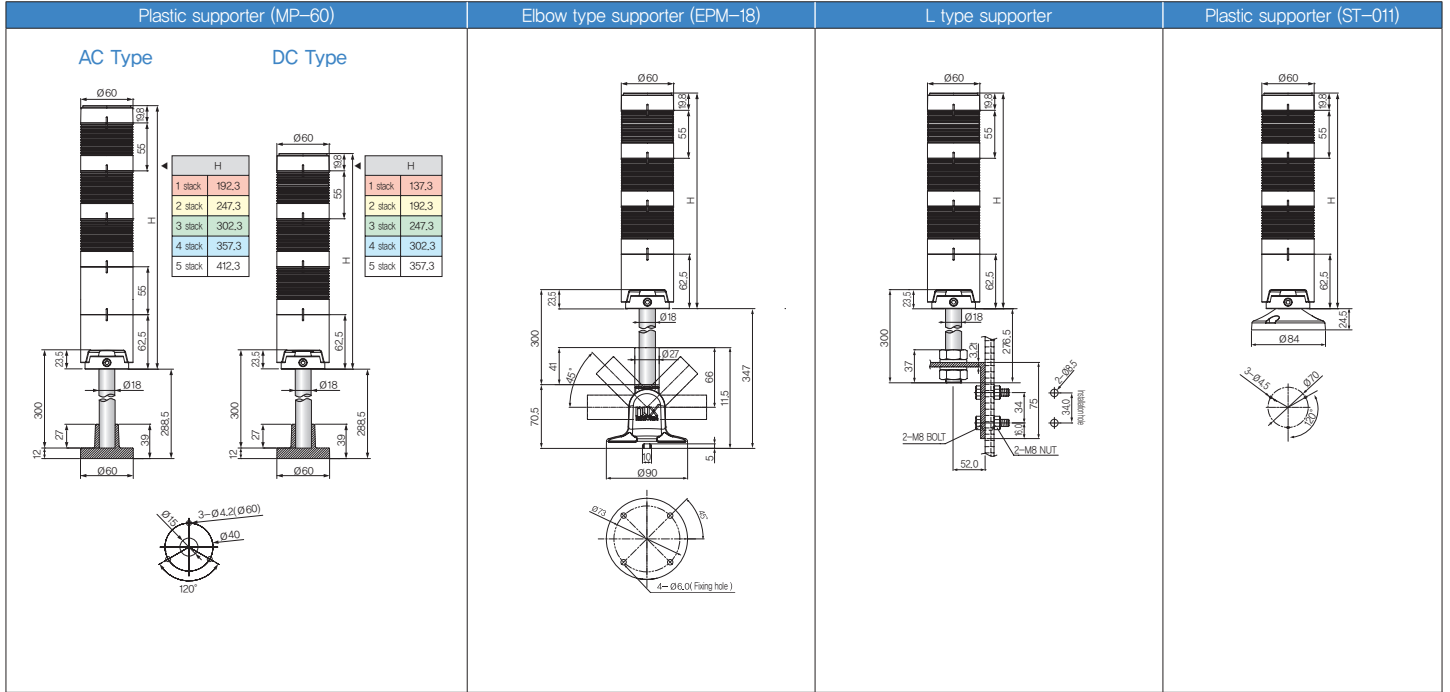 Plastic supporter (MP-60)
AC Type
DC Type
Ø60
19,8
55
H
55
62,5
23,5
Ø18
300
288,5
27
39
12
Ø60
H
1 stack 192,3
2 stack 247,3
3 stack 302,3
4 stack 357,3
5 stack 412,3
Ø60
19,8
55
H
62,5
23,5
Ø18
300
288,5
27
39
12
Ø60
H
1 stack 137,3
2 stack 192,3
3 stack 247,3
4 stack 302,3
5 stack 357,3
3-Ø4.2(Ø60)
Ø15
Ø40
120°
Elbow type supporter (EPM-18)
Ø60
19,8
55
H
62,5
23,5
Ø18
300
Ø27
41
45°
66
11,5
347
70,5
10
5
Ø90
Ø73
45°
4- Ø6.0( Fixing hole )
L type supporter
Ø60
19,8
55
H
62,5
23,5
Ø18
300
276,5
37
3,2t
2-Ø8.5
34
75
34.0
Installation hole
16.0
2-M8 BOLT
2-M8 NUT
52.0
Plastic supporter (ST-011)
Ø60
19,8
55
H
62,5
24,5
Ø84
3-Ø4.5
Ø70
120°